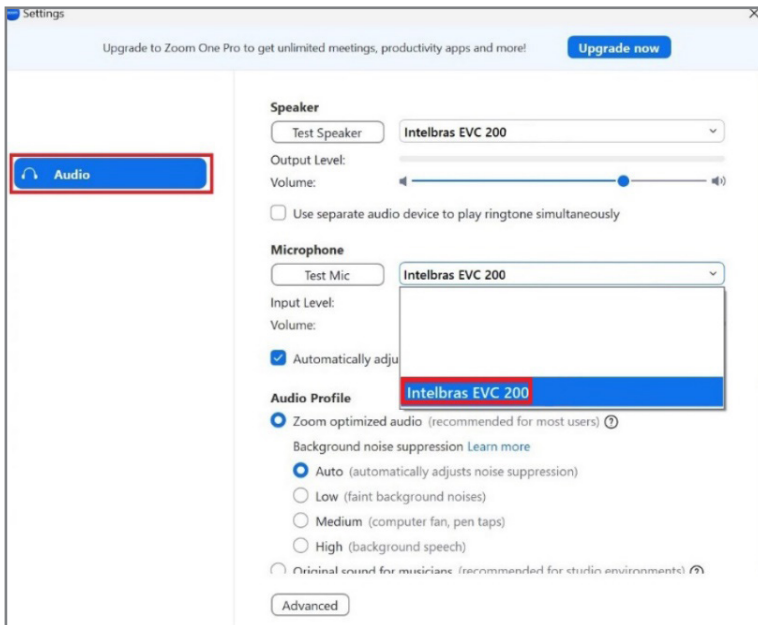 Settings
Upgrade to Zoom One Pro to get unlimited meetings, productivity apps and more! Upgrade now
Audio
Speaker
Test Speaker Intelbras EVC 200
Output Level:
Volume:
Use separate audio device to play ringtone simultaneously
Microphone
Test Mic Intelbras EVC 200
Input Level:
Volume:
Automatically adju
Intelbras EVC 200
Audio Profile
Zoom optimized audio (recommended for most users)
Background noise suppression Learn more
Auto (automatically adjusts noise suppression)
Low (faint background noises)
Medium (computer fan, pen taps)
High (background speech)
Original sound for musicians (recommended for studio environments)
Advanced